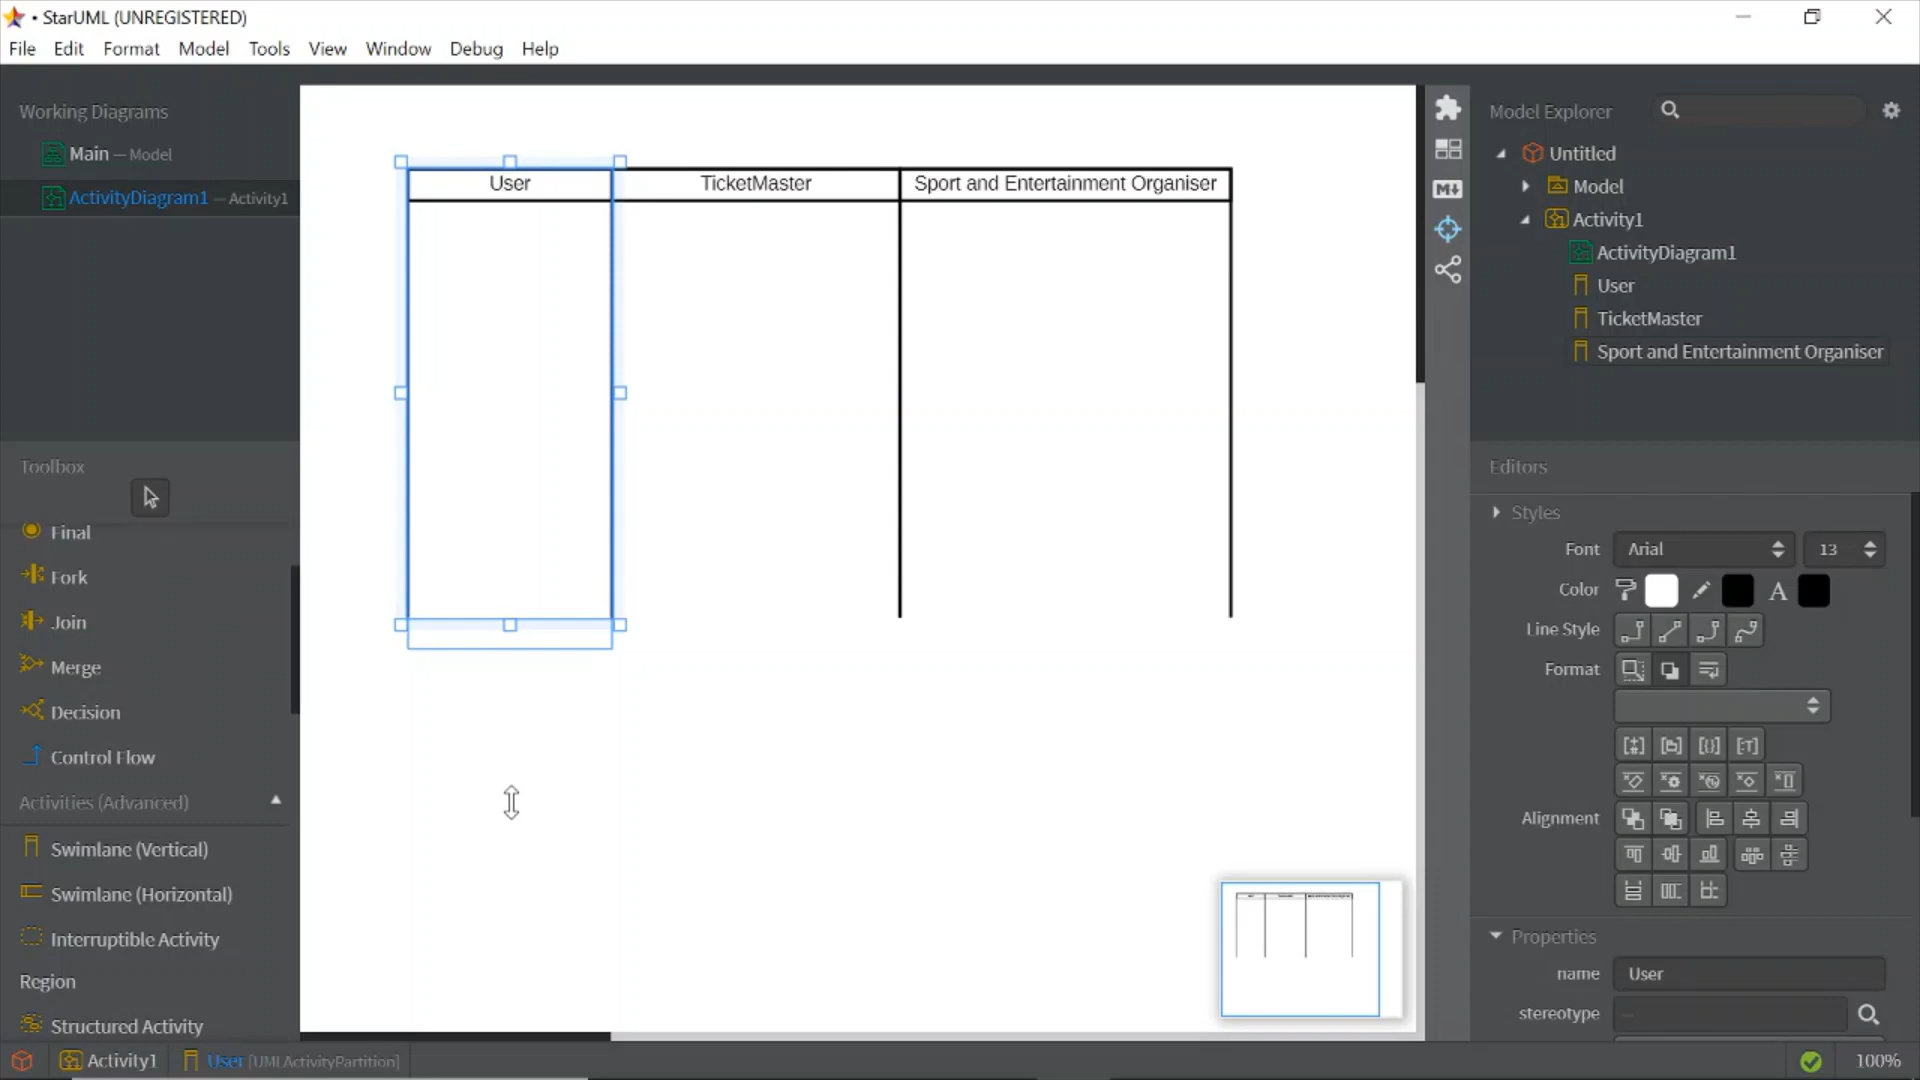 • StarUML (UNREGISTERED)
File Edit Format Model Tools View Window Debug Help
Working Diagrams
Main — Model
ActivityDiagram1 — Activity1
Toolbox
Final
Fork
Join
Merge
Decision
Control Flow
Activities (Advanced)
Swimlane (Vertical)
Swimlane (Horizontal)
Interruptible Activity
Region
Structured Activity
User TicketMaster Sport and Entertainment Organiser
M
Model Explorer
Untitled
Model
Activity1
ActivityDiagram1
User
TicketMaster
Sport and Entertainment Organiser
Editors
Styles
Font Arial 13
Color A
Line Style
Format
Alignment
Properties
name User
stereotype —
Activity1 User [UMLActivityPartition] 100%